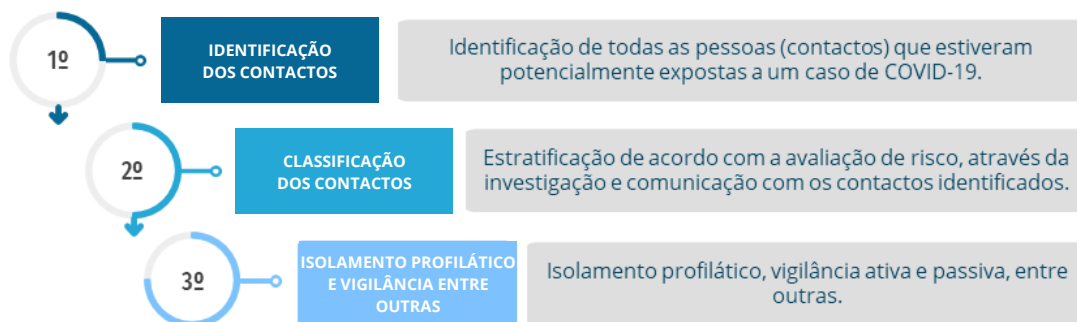 1º
IDENTIFICAÇÃO
DOS CONTACTOS
Identificação de todas as pessoas (contactos) que estiveram
potencialmente expostas a um caso de COVID-19.
2º
CLASSIFICAÇÃO
DOS CONTACTOS
Estratificação de acordo com a avaliação de risco, através da
investigação e comunicação com os contactos identificados.
3º
ISOLAMENTO PROFILÁTICO
E VIGILÂNCIA ENTRE
OUTRAS
Isolamento profilático, vigilância ativa e passiva, entre
outras.